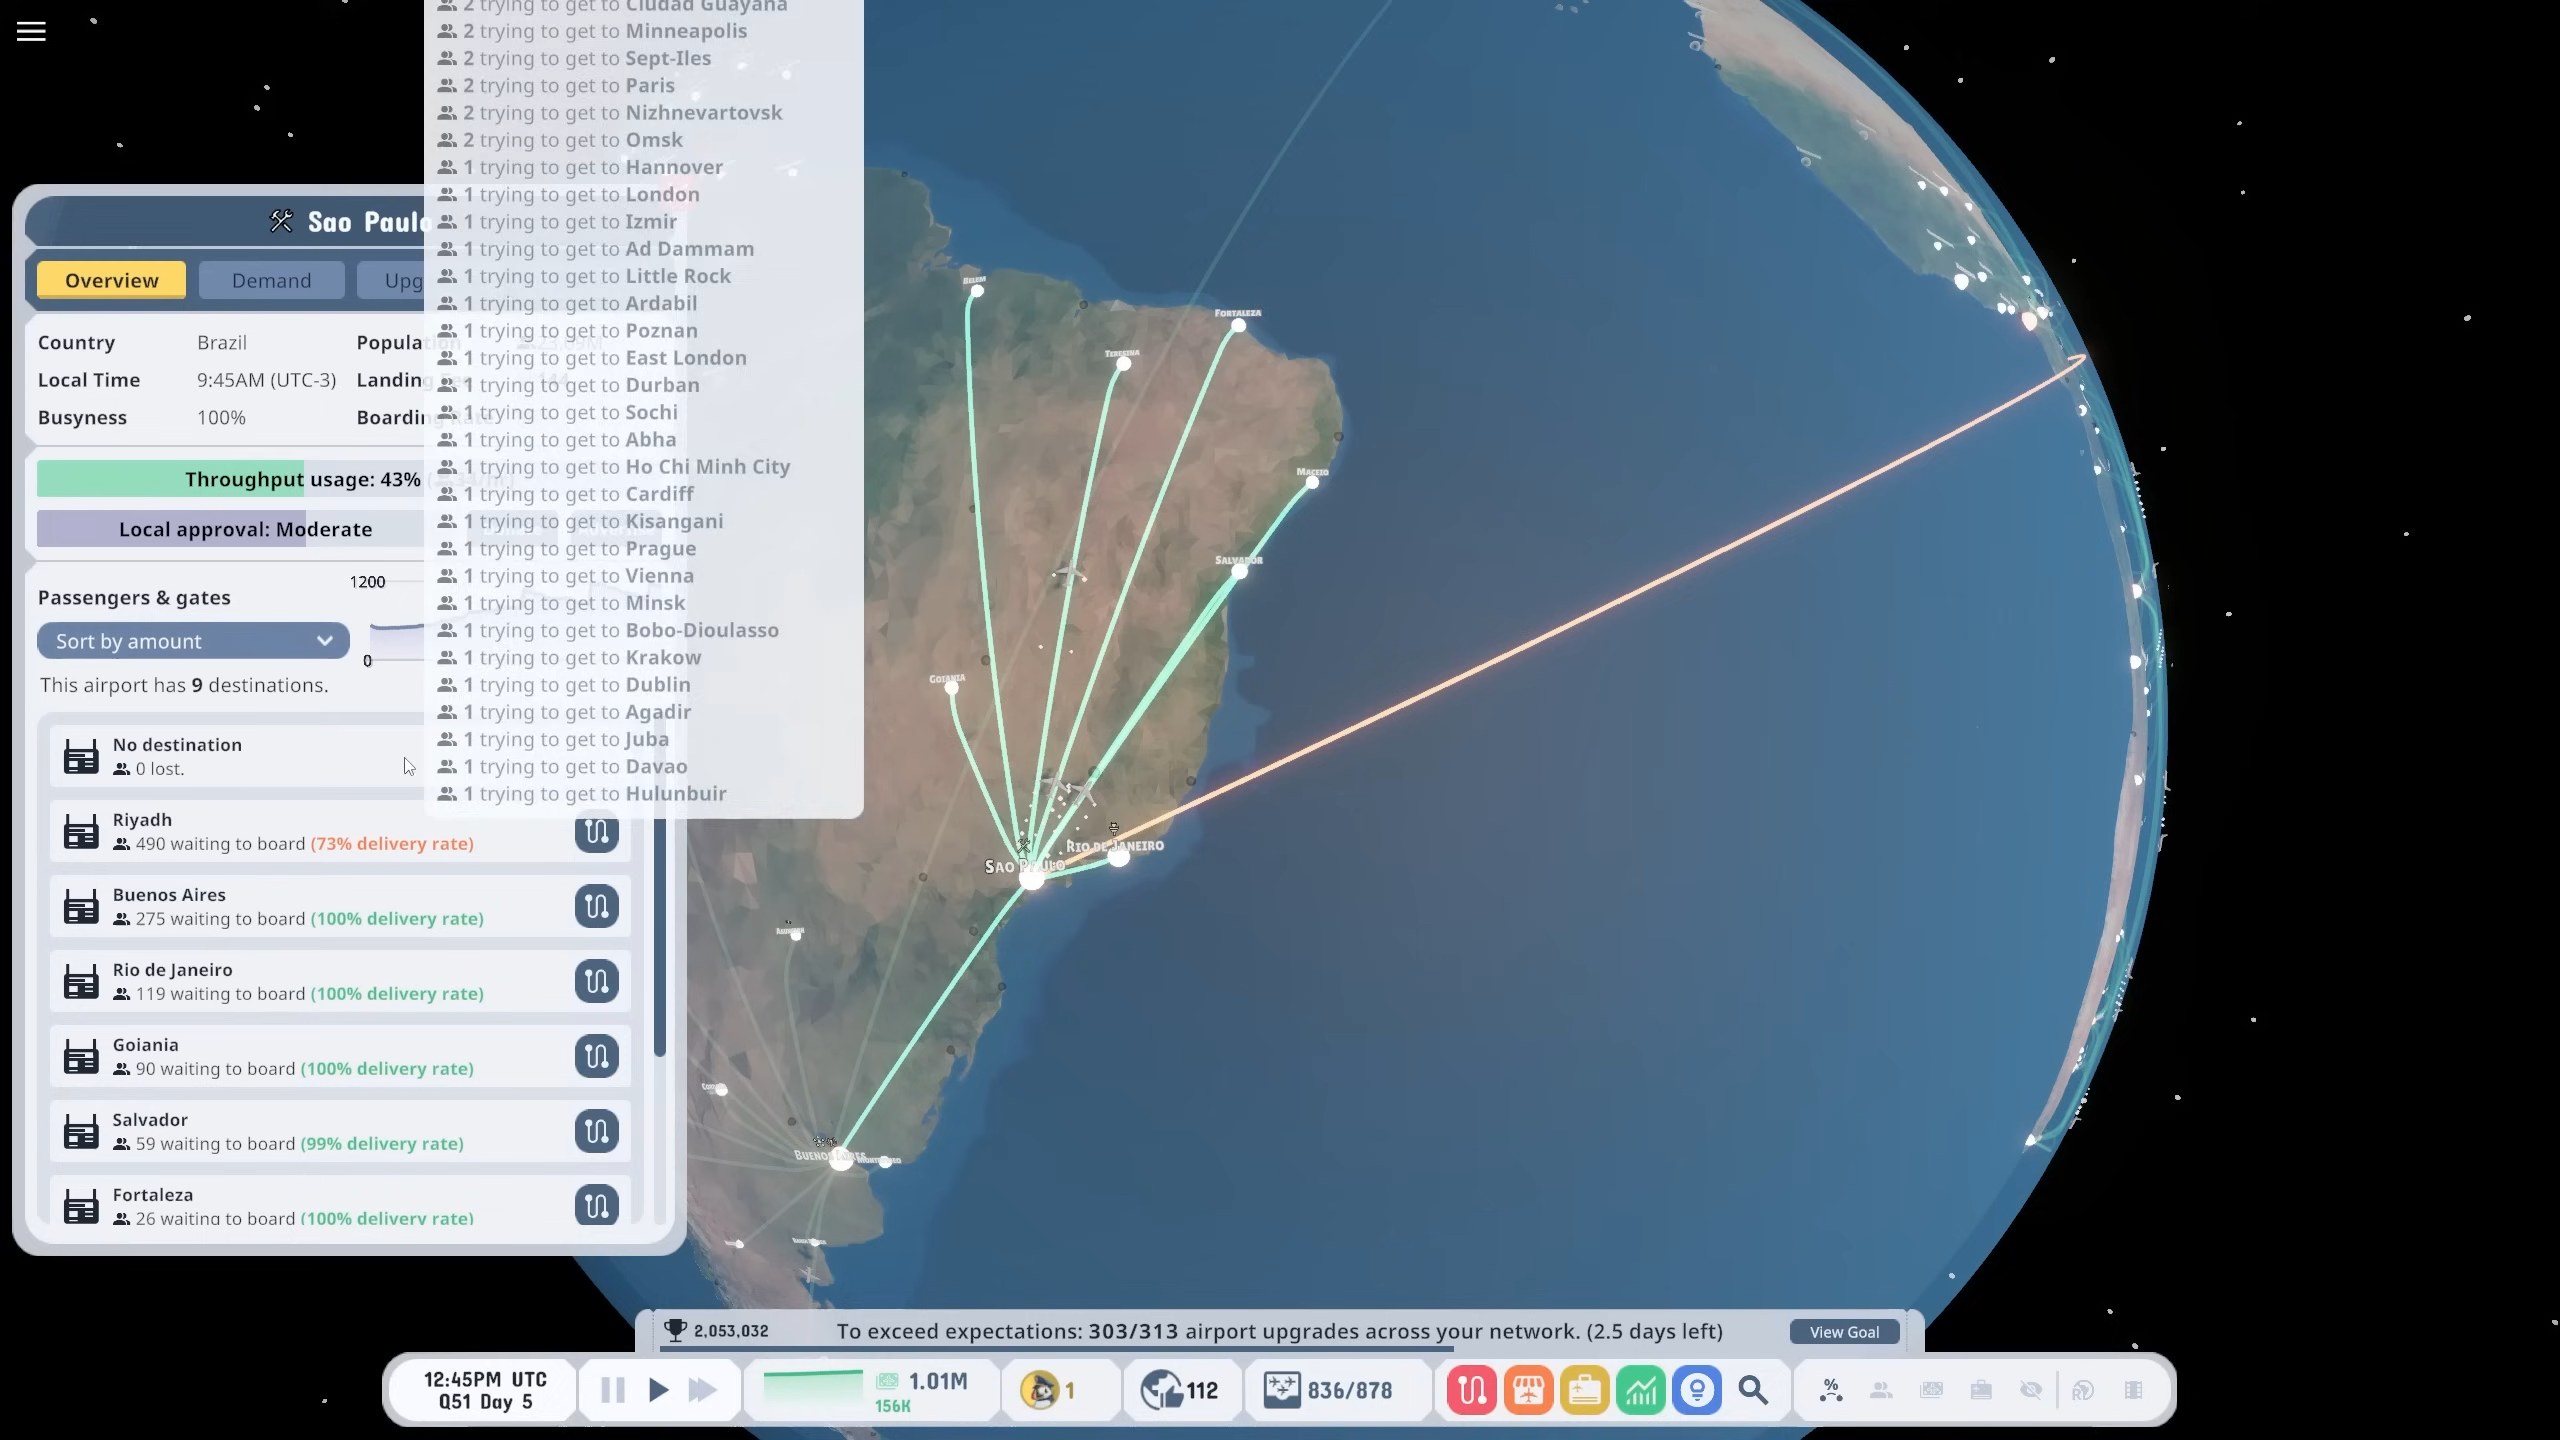 2 trying to get to Ciudad Guayana
2 trying to get to Minneapolis
2 trying to get to Sept-Iles
2 trying to get to Paris
2 trying to get to Nizhnevartovsk
2 trying to get to Omsk
1 trying to get to Hannover
1 trying to get to London
1 trying to get to Izmir
1 trying to get to Ad Dammam
1 trying to get to Little Rock
1 trying to get to Ardabil
1 trying to get to Poznan
1 trying to get to East London
1 trying to get to Durban
1 trying to get to Sochi
1 trying to get to Abha
1 trying to get to Ho Chi Minh City
1 trying to get to Cardiff
1 trying to get to Kisangani
1 trying to get to Prague
1 trying to get to Vienna
1 trying to get to Minsk
1 trying to get to Bobo-Dioulasso
1 trying to get to Krakow
1 trying to get to Dublin
1 trying to get to Agadir
1 trying to get to Juba
1 trying to get to Davao
1 trying to get to Hulunbuir
Sao Paulo
Overview Demand Upg
Country Brazil Population
Local Time 9:45AM (UTC-3) Landing
Busyness 100% Boarding
Throughput usage: 43%
Local approval: Moderate
Passengers & gates
1200
0
Sort by amount
This airport has 9 destinations.
No destination
0 lost.
Riyadh
490 waiting to board (73% delivery rate)
Buenos Aires
275 waiting to board (100% delivery rate)
Rio de Janeiro
119 waiting to board (100% delivery rate)
Goiania
90 waiting to board (100% delivery rate)
Salvador
59 waiting to board (99% delivery rate)
Fortaleza
26 waiting to board (100% delivery rate)
BELEM
FORTALEZA
TERESINA
MACEIO
SALVADOR
GOIANIA
SAO PAULO
RIO DE JANEIRO
BUENOS AIRES
2,053,032 To exceed expectations: 303/313 airport upgrades across your network. (2.5 days left) View Goal
12:45PM UTC
Q51 Day 5
1.01M
156K
1
112
836/878